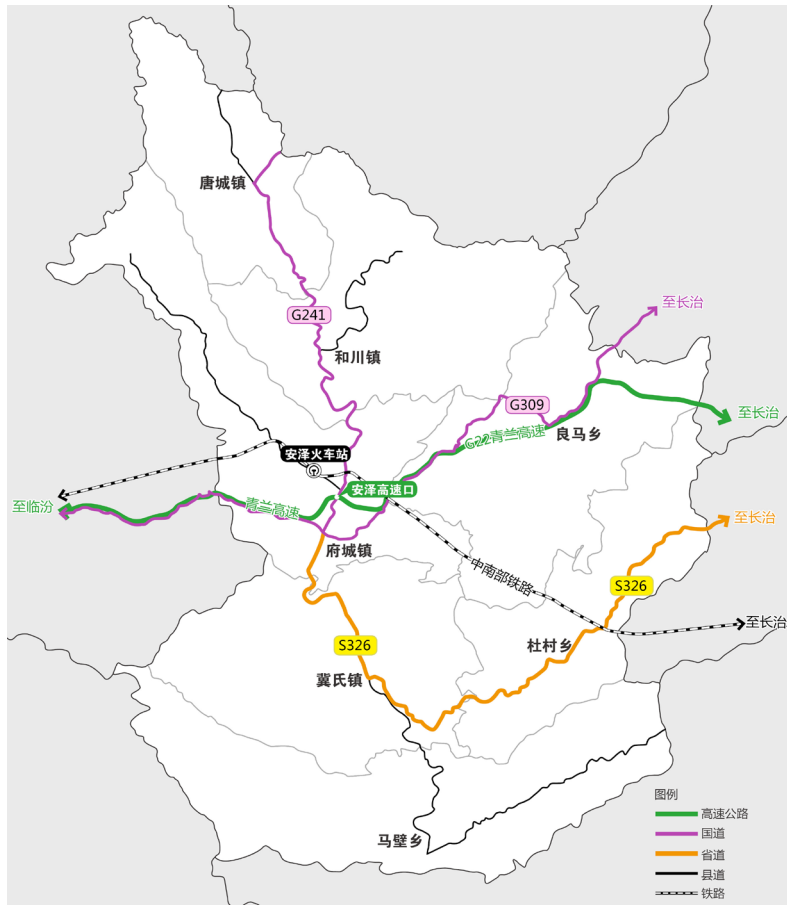 唐城镇
至长治
G241
和川镇
G309
至长治
良马乡
G22青兰高速
安泽火车站
安泽高速口
至临汾
青兰高速
至长治
府城镇
中南部铁路
S326
至长治
杜村乡
S326
冀氏镇
马壁乡
图例
高速公路
国道
省道
县道
铁路